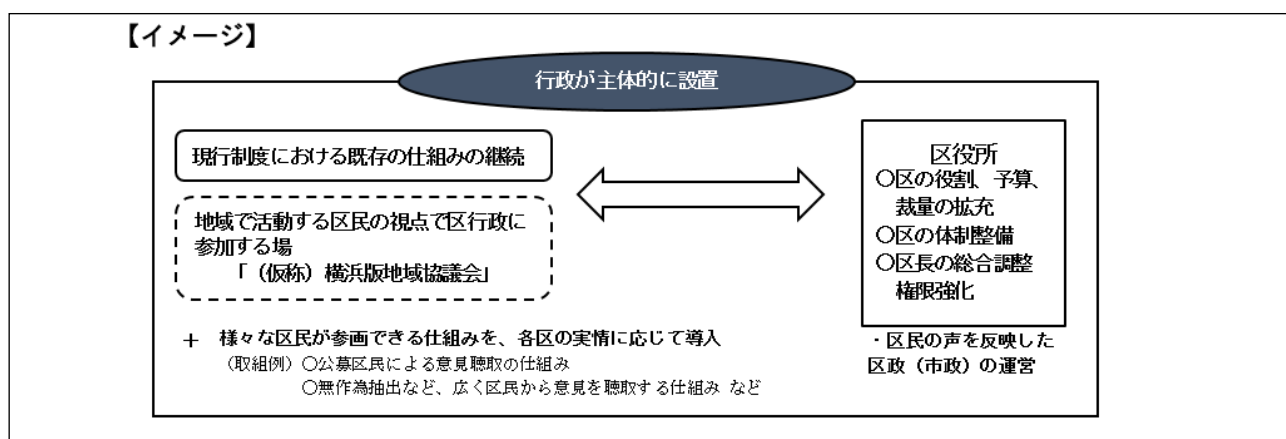 【イメージ】
行政が主体的に設置
現行制度における既存の仕組みの継続
地域で活動する区民の視点で区行政に
参加する場
「（仮称）横浜版地域協議会」
＋ 様々な区民が参画できる仕組みを、各区の実情に応じて導入
（取組例）○公募区民による意見聴取の仕組み
○無作為抽出など、広く区民から意見を聴取する仕組み など
区役所
○区の役割、予算、
裁量の拡充
○区の体制整備
○区長の総合調整
権限強化
・区民の声を反映した
区政（市政）の運営